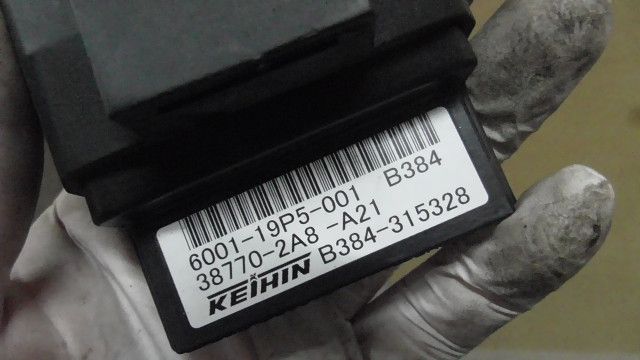 6001-19P5-001 B384
38770-2A8 -A21
KEIHIN B384-315328